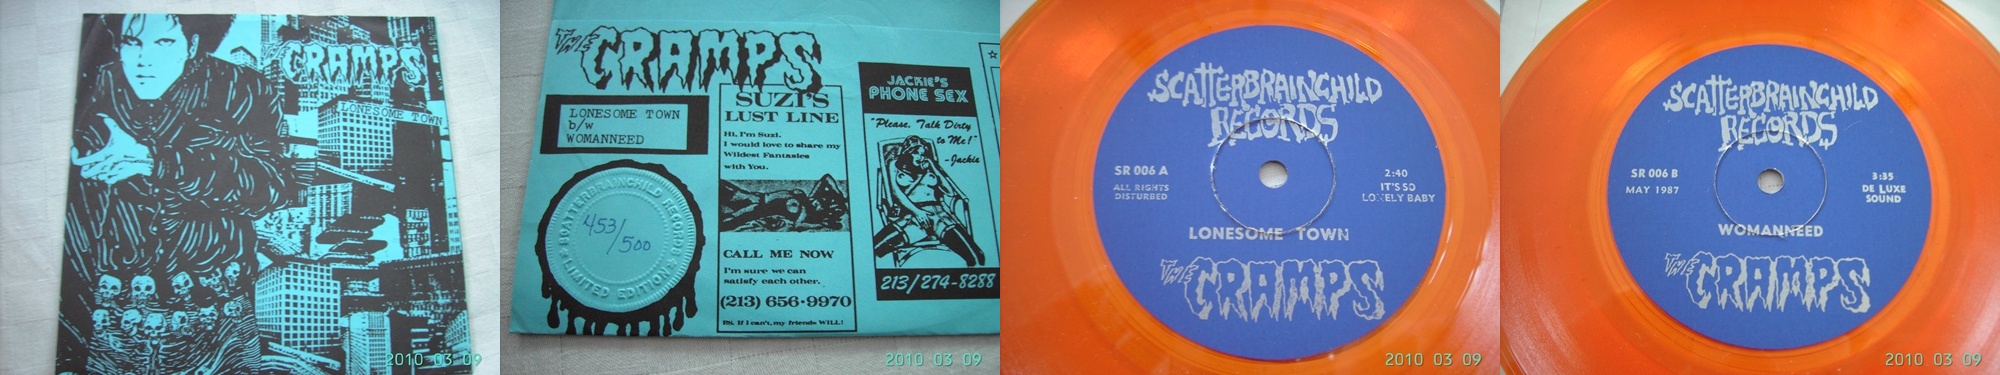 THE CRAMPS
LONESOME TOWN
2010 03 09
THE CRAMPS
LONESOME TOWN
b/w
WOMANNEED
SCATTERBRAINCHILD RECORDS
LIMITED EDITION
453/500
SUZI'S
LUST LINE
Hi, I'm Suzi.
I would love to share my
Wildest Fantasies
with You.
CALL ME NOW
I'm sure we can
satisfy each other.
(213) 656-9970
PS. If I can't, my friends WILL!
JACKIE'S
PHONE SEX
"Please, Talk Dirty
to Me!"
-Jackie
213/274-8288
2010 03 09
SCATTERBRAINCHILD
RECORDS
SR 006 A
ALL RIGHTS
DISTURBED
2:40
IT'S SO
LONELY BABY
LONESOME TOWN
THE CRAMPS
2010 03 09
SCATTERBRAINCHILD
RECORDS
SR 006 B
MAY 1987
3:35
DE LUXE
SOUND
WOMANNEED
THE CRAMPS
2010 03 09